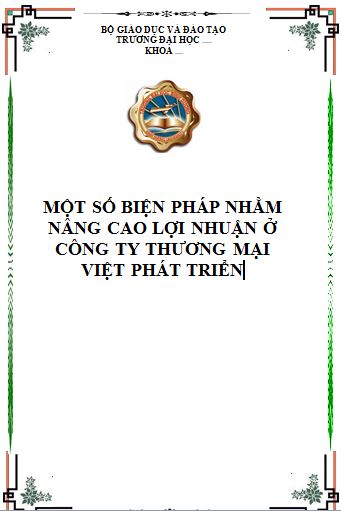 BỘ GIÁO DỤC VÀ ĐÀO TẠO
TRƯỜNG ĐẠI HỌC .....
KHOA ....
MỘT SỐ BIỆN PHÁP NHẰM
NÂNG CAO LỢI NHUẬN Ở
CÔNG TY THƯƠNG MẠI
VIỆT PHÁT TRIỂN